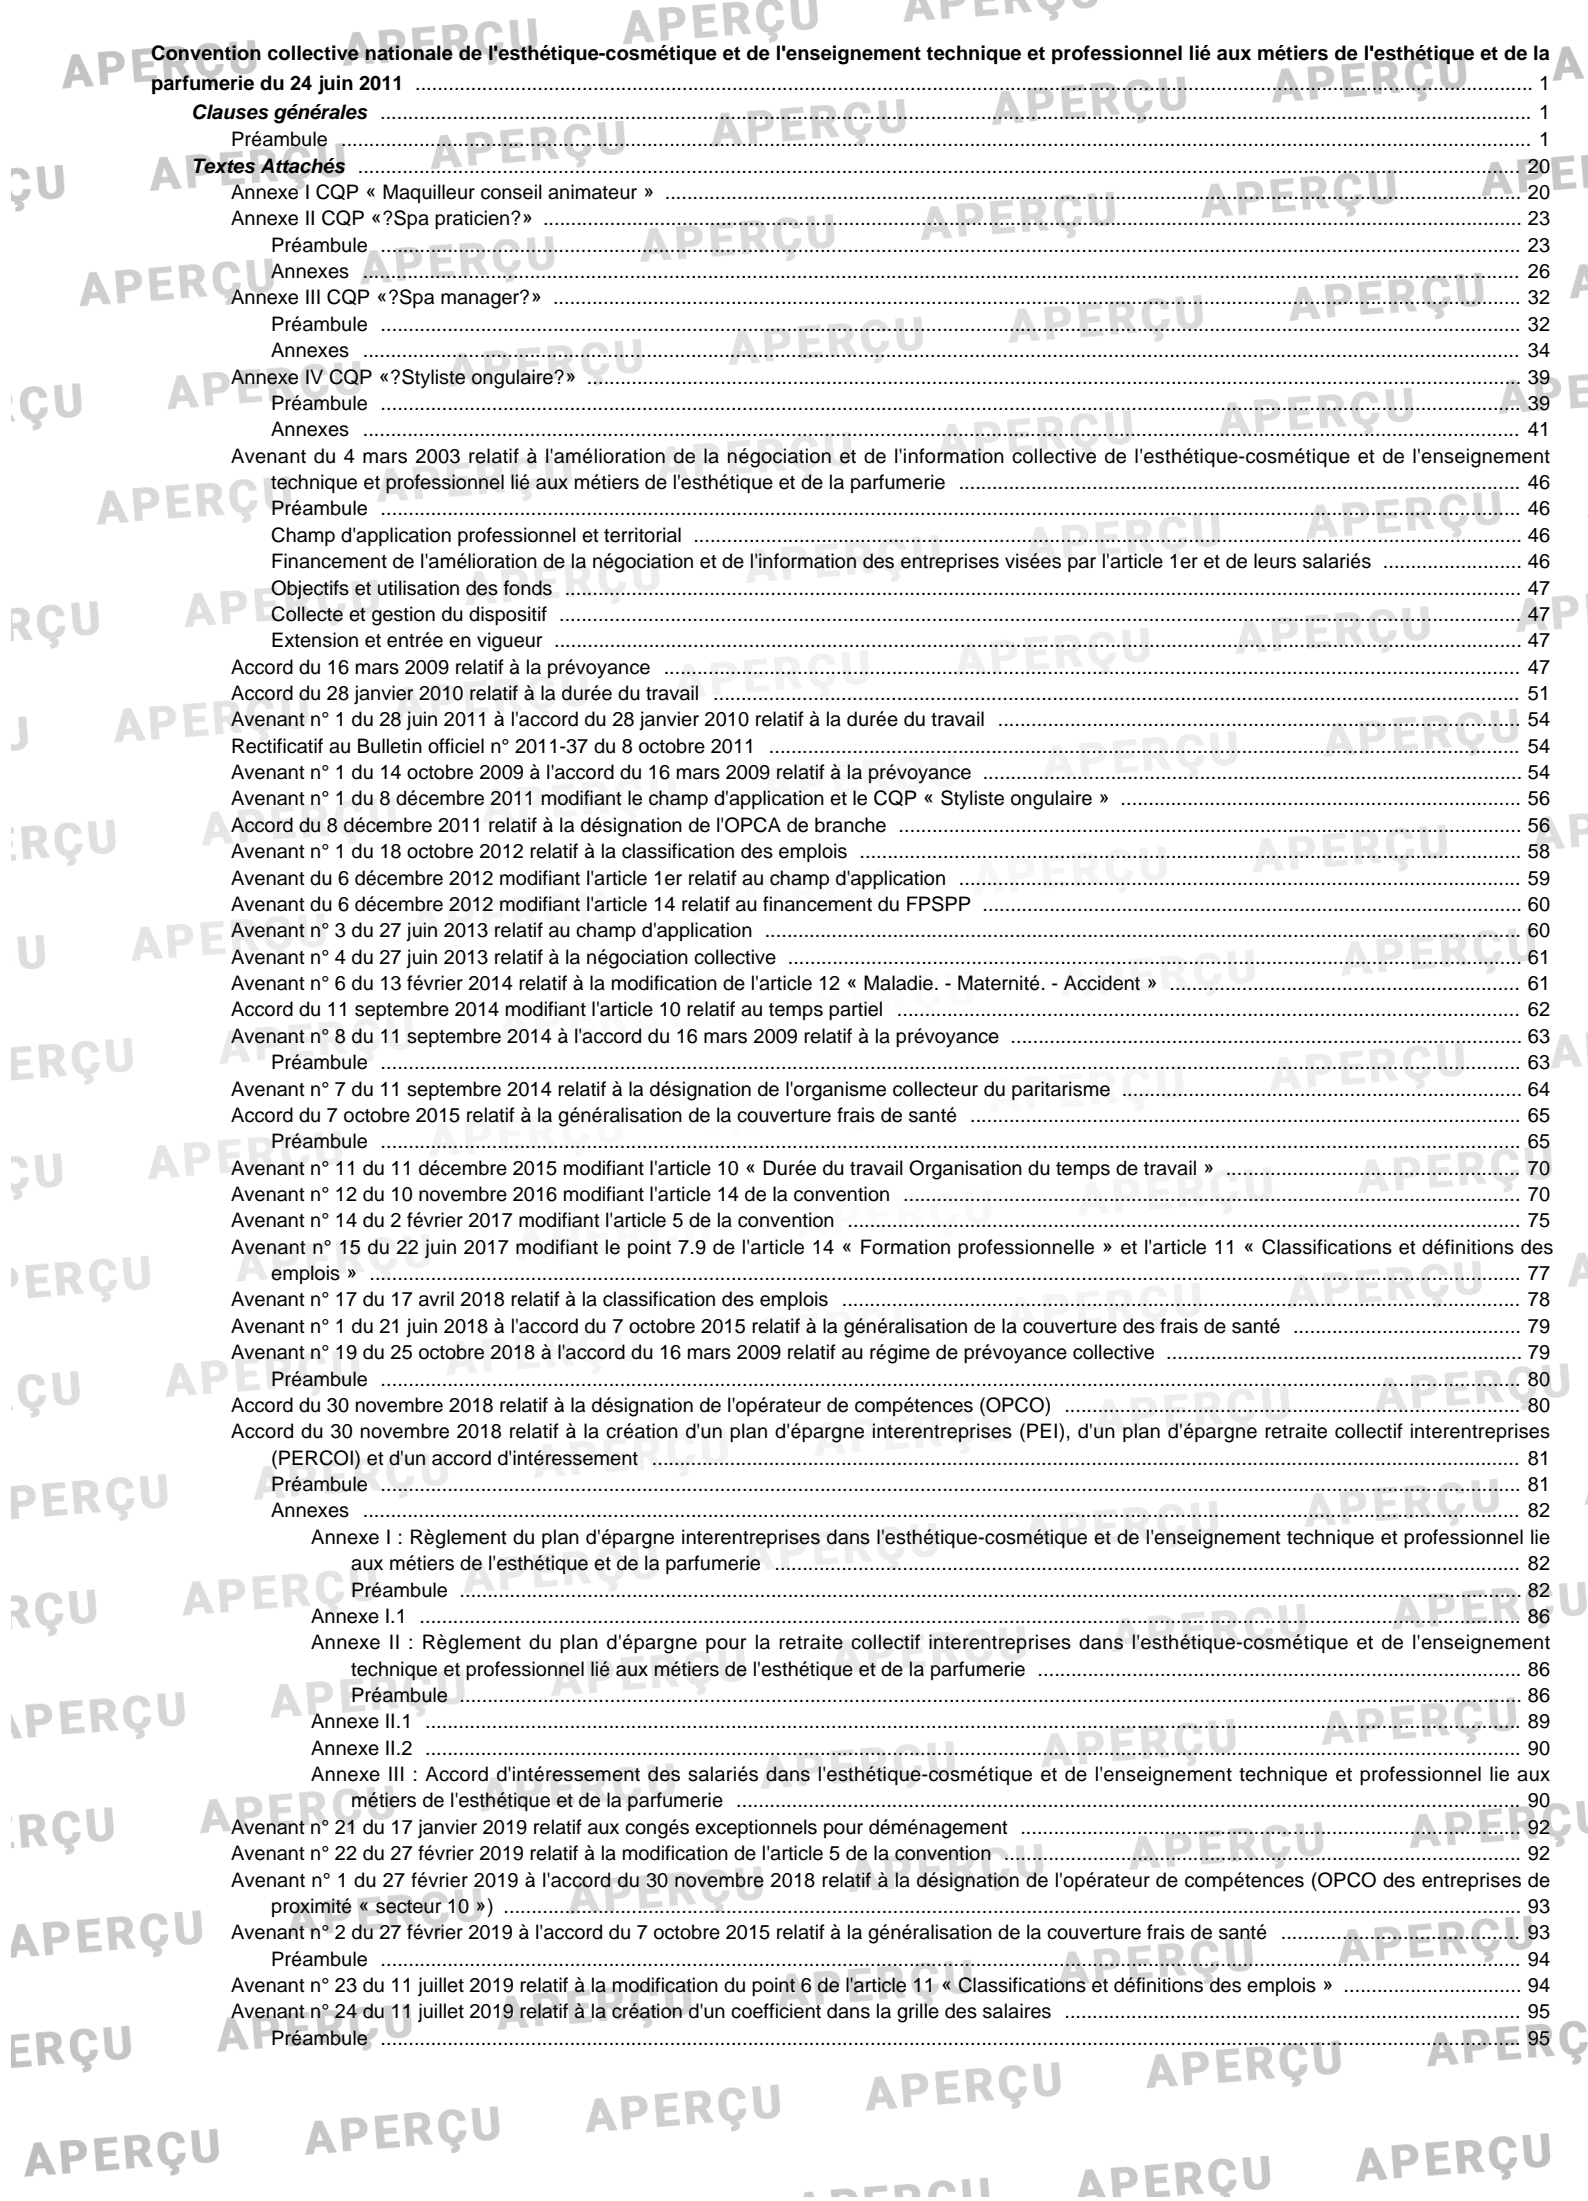 Convention collective nationale de l'esthétique-cosmétique et de l'enseignement technique et professionnel lié aux métiers de l'esthétique et de la
parfumerie du 24 juin 2011 ... 1
Clauses générales ... 1
Préambule ... 1
Textes Attachés ... 20
Annexe I CQP « Maquilleur conseil animateur » ... 20
Annexe II CQP «?Spa praticien?» ... 23
Préambule ... 23
Annexes ... 26
Annexe III CQP «?Spa manager?» ... 32
Préambule ... 32
Annexes ... 34
Annexe IV CQP «?Styliste ongulaire?» ... 39
Préambule ... 39
Annexes ... 41
Avenant du 4 mars 2003 relatif à l'amélioration de la négociation et de l'information collective de l'esthétique-cosmétique et de l'enseignement
technique et professionnel lié aux métiers de l'esthétique et de la parfumerie ... 46
Préambule ... 46
Champ d'application professionnel et territorial ... 46
Financement de l'amélioration de la négociation et de l'information des entreprises visées par l'article 1er et de leurs salariés ... 46
Objectifs et utilisation des fonds ... 47
Collecte et gestion du dispositif ... 47
Extension et entrée en vigueur ... 47
Accord du 16 mars 2009 relatif à la prévoyance ... 47
Accord du 28 janvier 2010 relatif à la durée du travail ... 51
Avenant n° 1 du 28 juin 2011 à l'accord du 28 janvier 2010 relatif à la durée du travail ... 54
Rectificatif au Bulletin officiel n° 2011-37 du 8 octobre 2011 ... 54
Avenant n° 1 du 14 octobre 2009 à l'accord du 16 mars 2009 relatif à la prévoyance ... 54
Avenant n° 1 du 8 décembre 2011 modifiant le champ d'application et le CQP « Styliste ongulaire » ... 56
Accord du 8 décembre 2011 relatif à la désignation de l'OPCA de branche ... 56
Avenant n° 1 du 18 octobre 2012 relatif à la classification des emplois ... 58
Avenant du 6 décembre 2012 modifiant l'article 1er relatif au champ d'application ... 59
Avenant du 6 décembre 2012 modifiant l'article 14 relatif au financement du FPSPP ... 60
Avenant n° 3 du 27 juin 2013 relatif au champ d'application ... 60
Avenant n° 4 du 27 juin 2013 relatif à la négociation collective ... 61
Avenant n° 6 du 13 février 2014 relatif à la modification de l'article 12 « Maladie. - Maternité. - Accident » ... 61
Accord du 11 septembre 2014 modifiant l'article 10 relatif au temps partiel ... 62
Avenant n° 8 du 11 septembre 2014 à l'accord du 16 mars 2009 relatif à la prévoyance ... 63
Préambule ... 63
Avenant n° 7 du 11 septembre 2014 relatif à la désignation de l'organisme collecteur du paritarisme ... 64
Accord du 7 octobre 2015 relatif à la généralisation de la couverture frais de santé ... 65
Préambule ... 65
Avenant n° 11 du 11 décembre 2015 modifiant l'article 10 « Durée du travail Organisation du temps de travail » ... 70
Avenant n° 12 du 10 novembre 2016 modifiant l'article 14 de la convention ... 70
Avenant n° 14 du 2 février 2017 modifiant l'article 5 de la convention ... 75
Avenant n° 15 du 22 juin 2017 modifiant le point 7.9 de l'article 14 « Formation professionnelle » et l'article 11 « Classifications et définitions des
emplois » ... 77
Avenant n° 17 du 17 avril 2018 relatif à la classification des emplois ... 78
Avenant n° 1 du 21 juin 2018 à l'accord du 7 octobre 2015 relatif à la généralisation de la couverture des frais de santé ... 79
Avenant n° 19 du 25 octobre 2018 à l'accord du 16 mars 2009 relatif au régime de prévoyance collective ... 79
Préambule ... 80
Accord du 30 novembre 2018 relatif à la désignation de l'opérateur de compétences (OPCO) ... 80
Accord du 30 novembre 2018 relatif à la création d'un plan d'épargne interentreprises (PEI), d'un plan d'épargne retraite collectif interentreprises
(PERCOI) et d'un accord d'intéressement ... 81
Préambule ... 81
Annexes ... 82
Annexe I : Règlement du plan d'épargne interentreprises dans l'esthétique-cosmétique et de l'enseignement technique et professionnel lie
aux métiers de l'esthétique et de la parfumerie ... 82
Préambule ... 82
Annexe I.1 ... 86
Annexe II : Règlement du plan d'épargne pour la retraite collectif interentreprises dans l'esthétique-cosmétique et de l'enseignement
technique et professionnel lié aux métiers de l'esthétique et de la parfumerie ... 86
Préambule ... 86
Annexe II.1 ... 89
Annexe II.2 ... 90
Annexe III : Accord d'intéressement des salariés dans l'esthétique-cosmétique et de l'enseignement technique et professionnel lie aux
métiers de l'esthétique et de la parfumerie ... 90
Avenant n° 21 du 17 janvier 2019 relatif aux congés exceptionnels pour déménagement ... 92
Avenant n° 22 du 27 février 2019 relatif à la modification de l'article 5 de la convention ... 92
Avenant n° 1 du 27 février 2019 à l'accord du 30 novembre 2018 relatif à la désignation de l'opérateur de compétences (OPCO des entreprises de
proximité « secteur 10 ») ... 93
Avenant n° 2 du 27 février 2019 à l'accord du 7 octobre 2015 relatif à la généralisation de la couverture frais de santé ... 93
Préambule ... 94
Avenant n° 23 du 11 juillet 2019 relatif à la modification du point 6 de l'article 11 « Classifications et définitions des emplois » ... 94
Avenant n° 24 du 11 juillet 2019 relatif à la création d'un coefficient dans la grille des salaires ... 95
Préambule ... 95
APERÇU